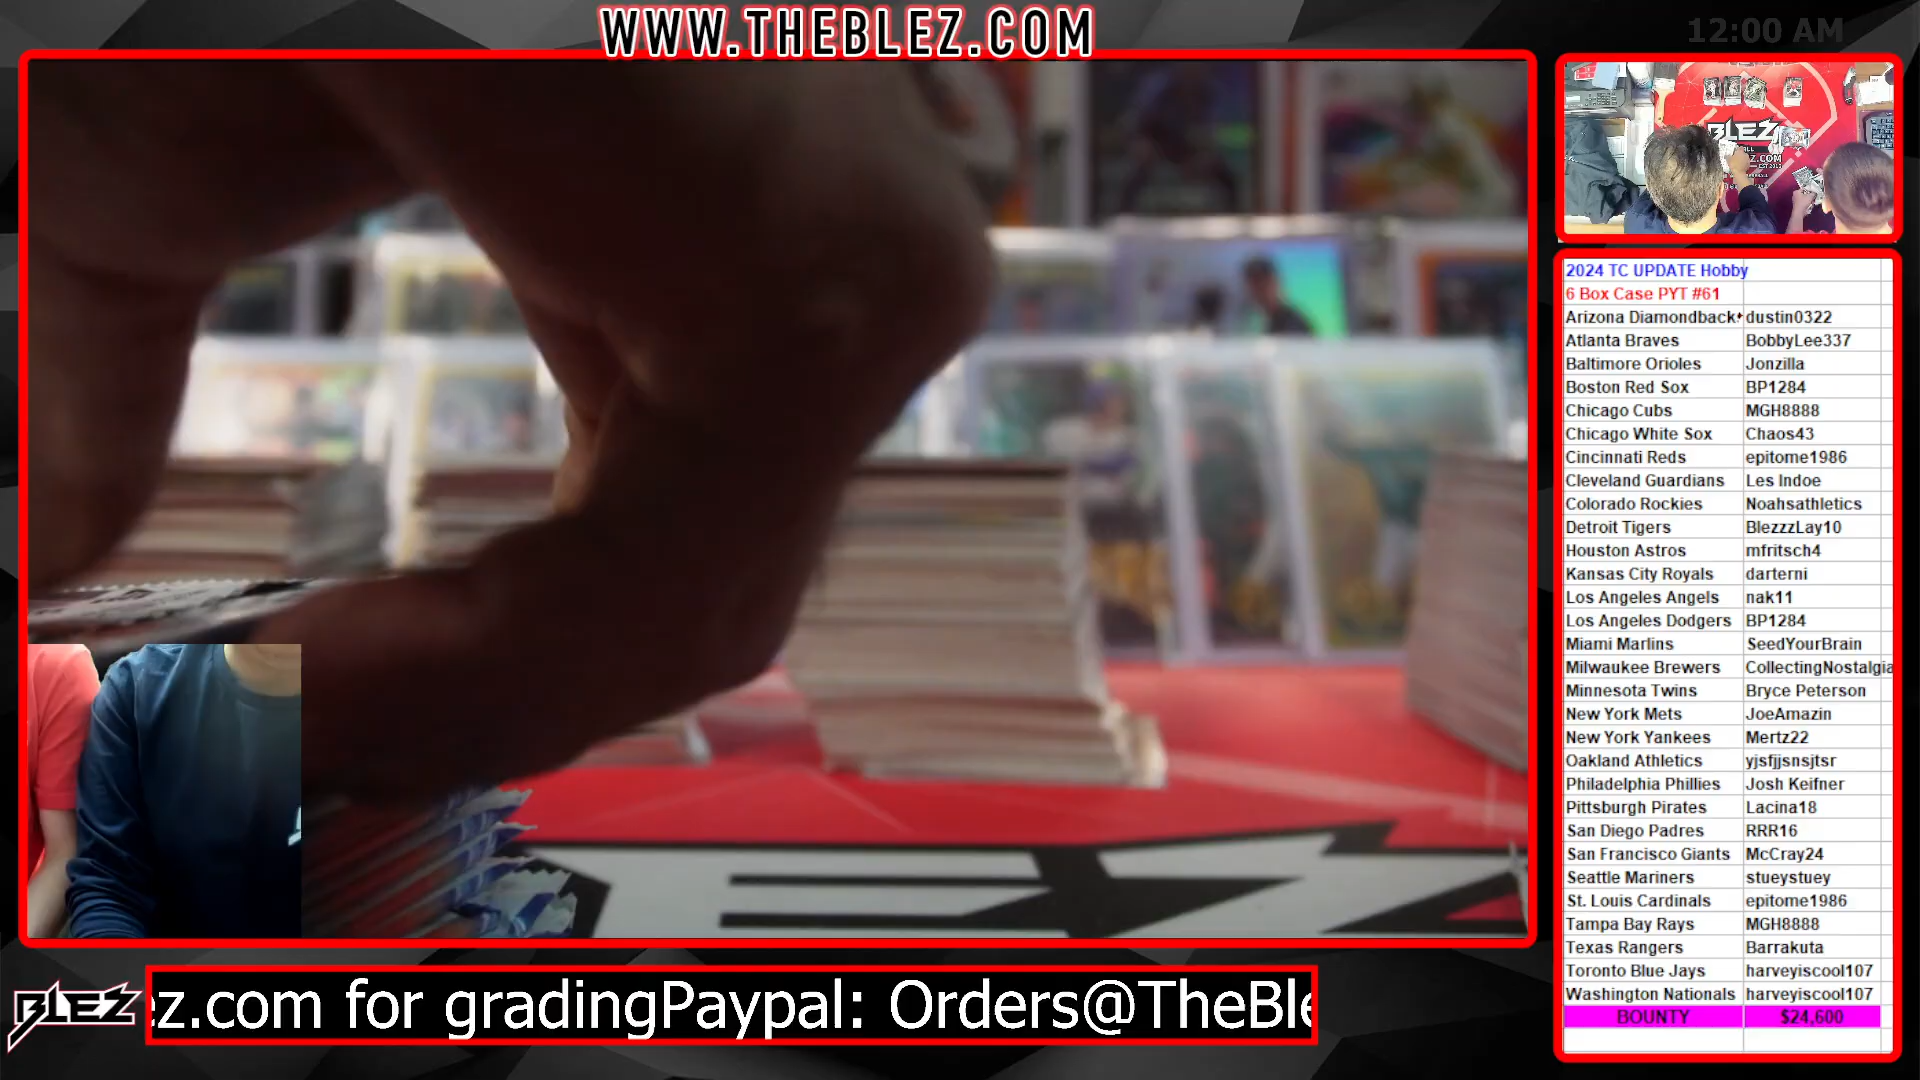 WWW.THEBLEZ.COM
12:00 AM
BLEZ
2024 TC UPDATE Hobby
6 Box Case PYT #61
Arizona Diamondback dustin0322
Atlanta Braves BobbyLee337
Baltimore Orioles Jonzilla
Boston Red Sox BP1284
Chicago Cubs MGH8888
Chicago White Sox Chaos43
Cincinnati Reds epitome1986
Cleveland Guardians Les Indoe
Colorado Rockies Noahsathletics
Detroit Tigers BlezzzLay10
Houston Astros mfritsch4
Kansas City Royals darterni
Los Angeles Angels nak11
Los Angeles Dodgers BP1284
Miami Marlins SeedYourBrain
Milwaukee Brewers CollectingNostalgia
Minnesota Twins Bryce Peterson
New York Mets JoeAmazin
New York Yankees Mertz22
Oakland Athletics yjsfjjsnsjtsr
Philadelphia Phillies Josh Keifner
Pittsburgh Pirates Lacina18
San Diego Padres RRR16
San Francisco Giants McCray24
Seattle Mariners stueystuey
St. Louis Cardinals epitome1986
Tampa Bay Rays MGH8888
Texas Rangers Barrakuta
Toronto Blue Jays harveyiscool107
Washington Nationals harveyiscool107
BOUNTY $24,600
BLEZ
ez.com for gradingPaypal: Orders@TheBle